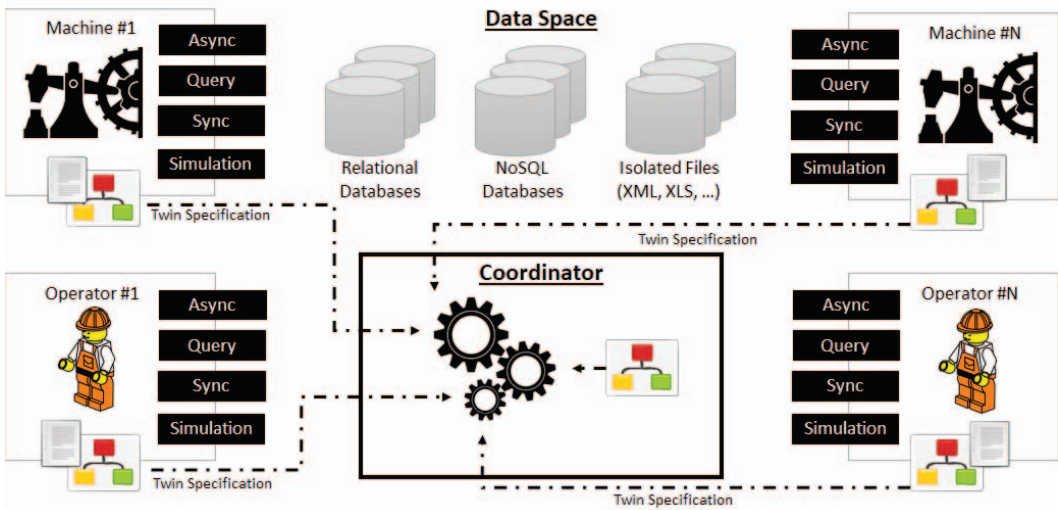 Data Space
Machine #1
Async
Query
Sync
Simulation
Twin Specification
Relational
Databases
NoSQL
Databases
Isolated Files
(XML, XLS, ...)
Async
Query
Sync
Simulation
Machine #N
Twin Specification
Coordinator
Operator #1
Async
Query
Sync
Simulation
Twin Specification
Async
Query
Sync
Simulation
Operator #N
Twin Specification